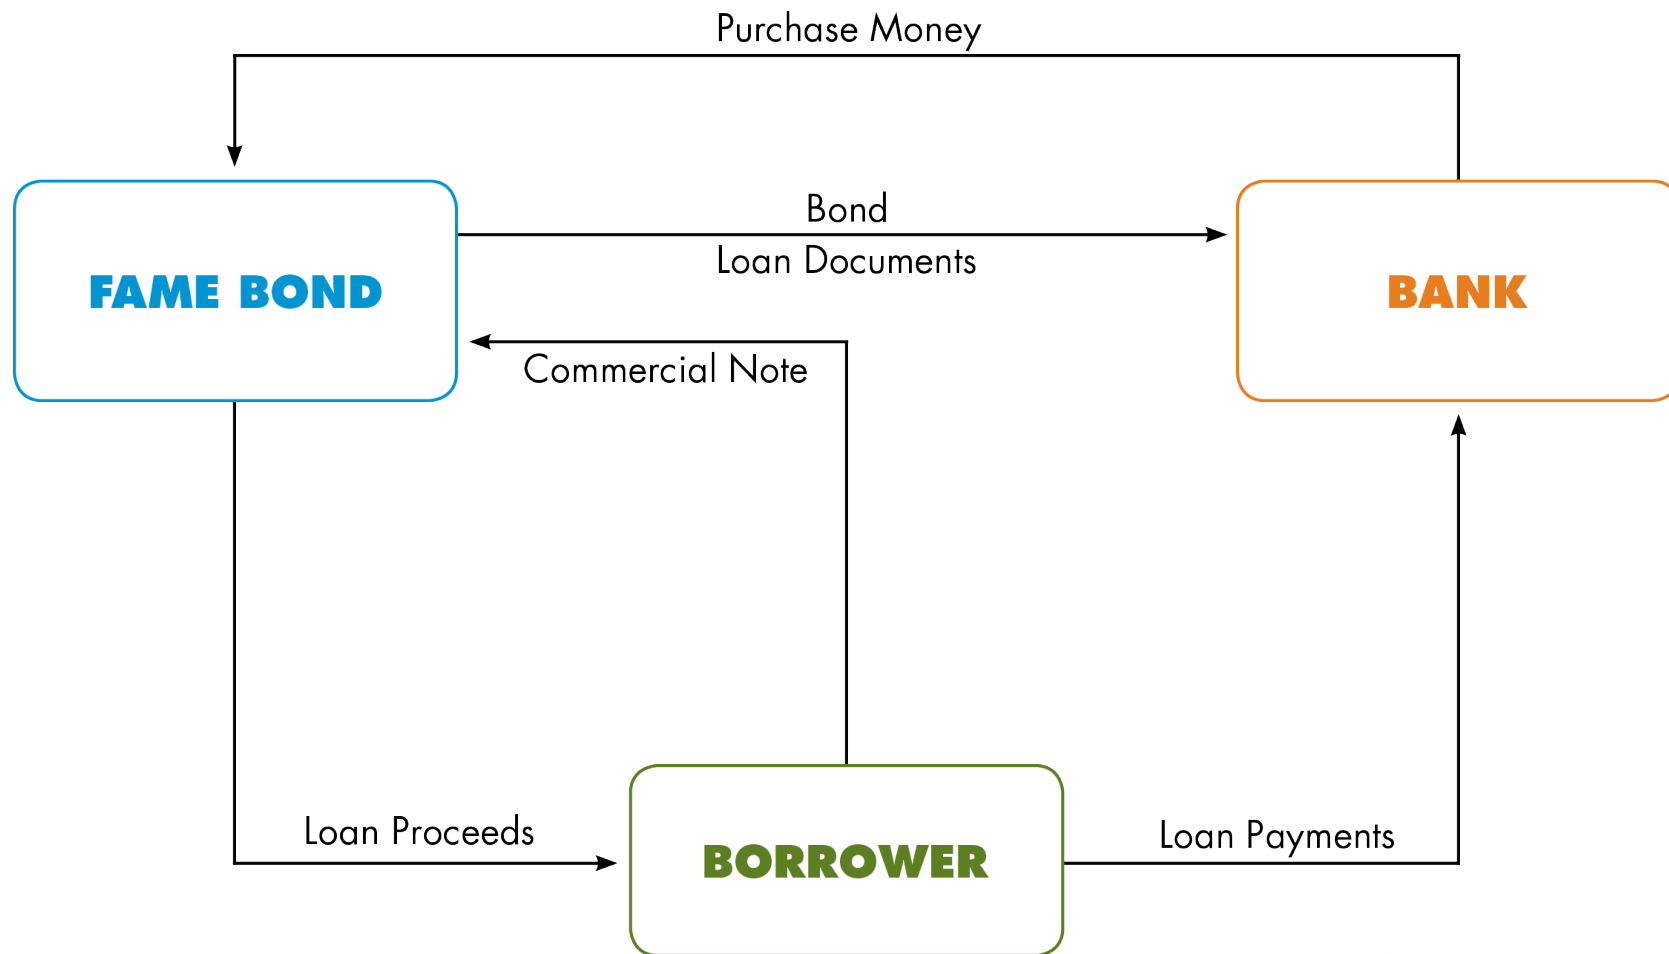 Purchase Money
Bond
Loan Documents
FAME BOND
BANK
Commercial Note
Loan Proceeds
BORROWER
Loan Payments